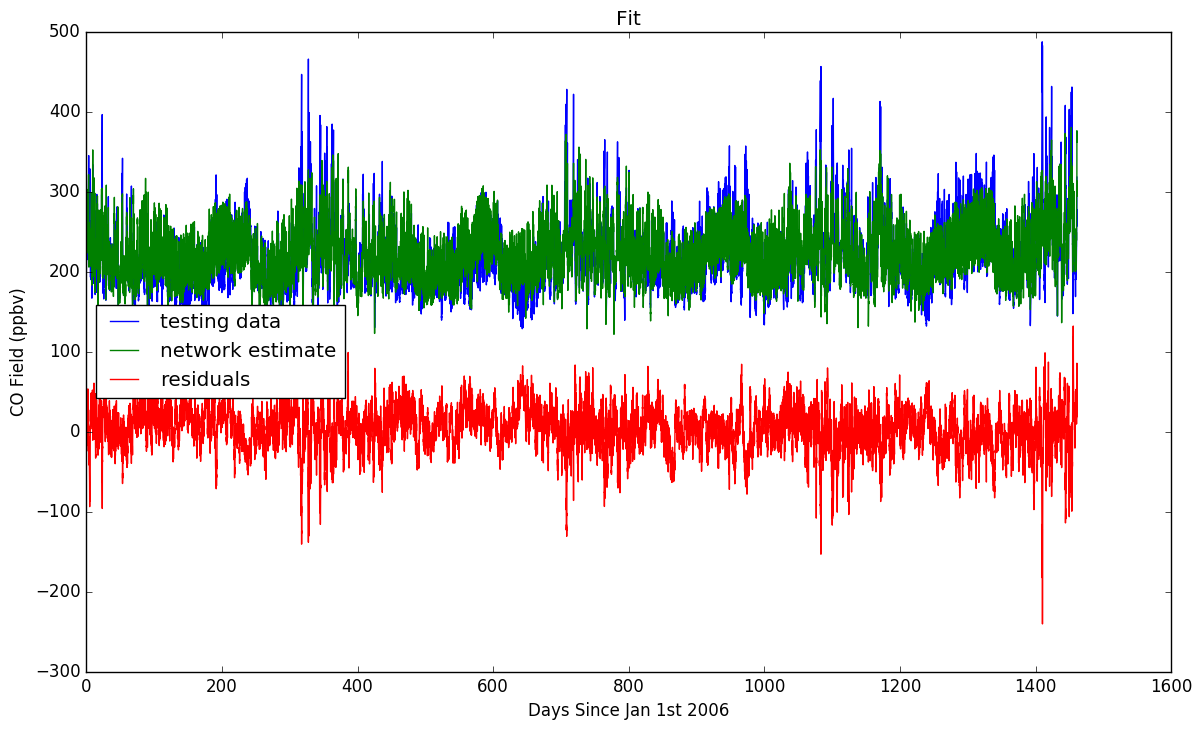 Fit
500
400
300
200
100
0
−100
−200
−300
CO Field (ppbv)
testing data
network estimate
residuals
0 200 400 600 800 1000 1200 1400 1600
Days Since Jan 1st 2006